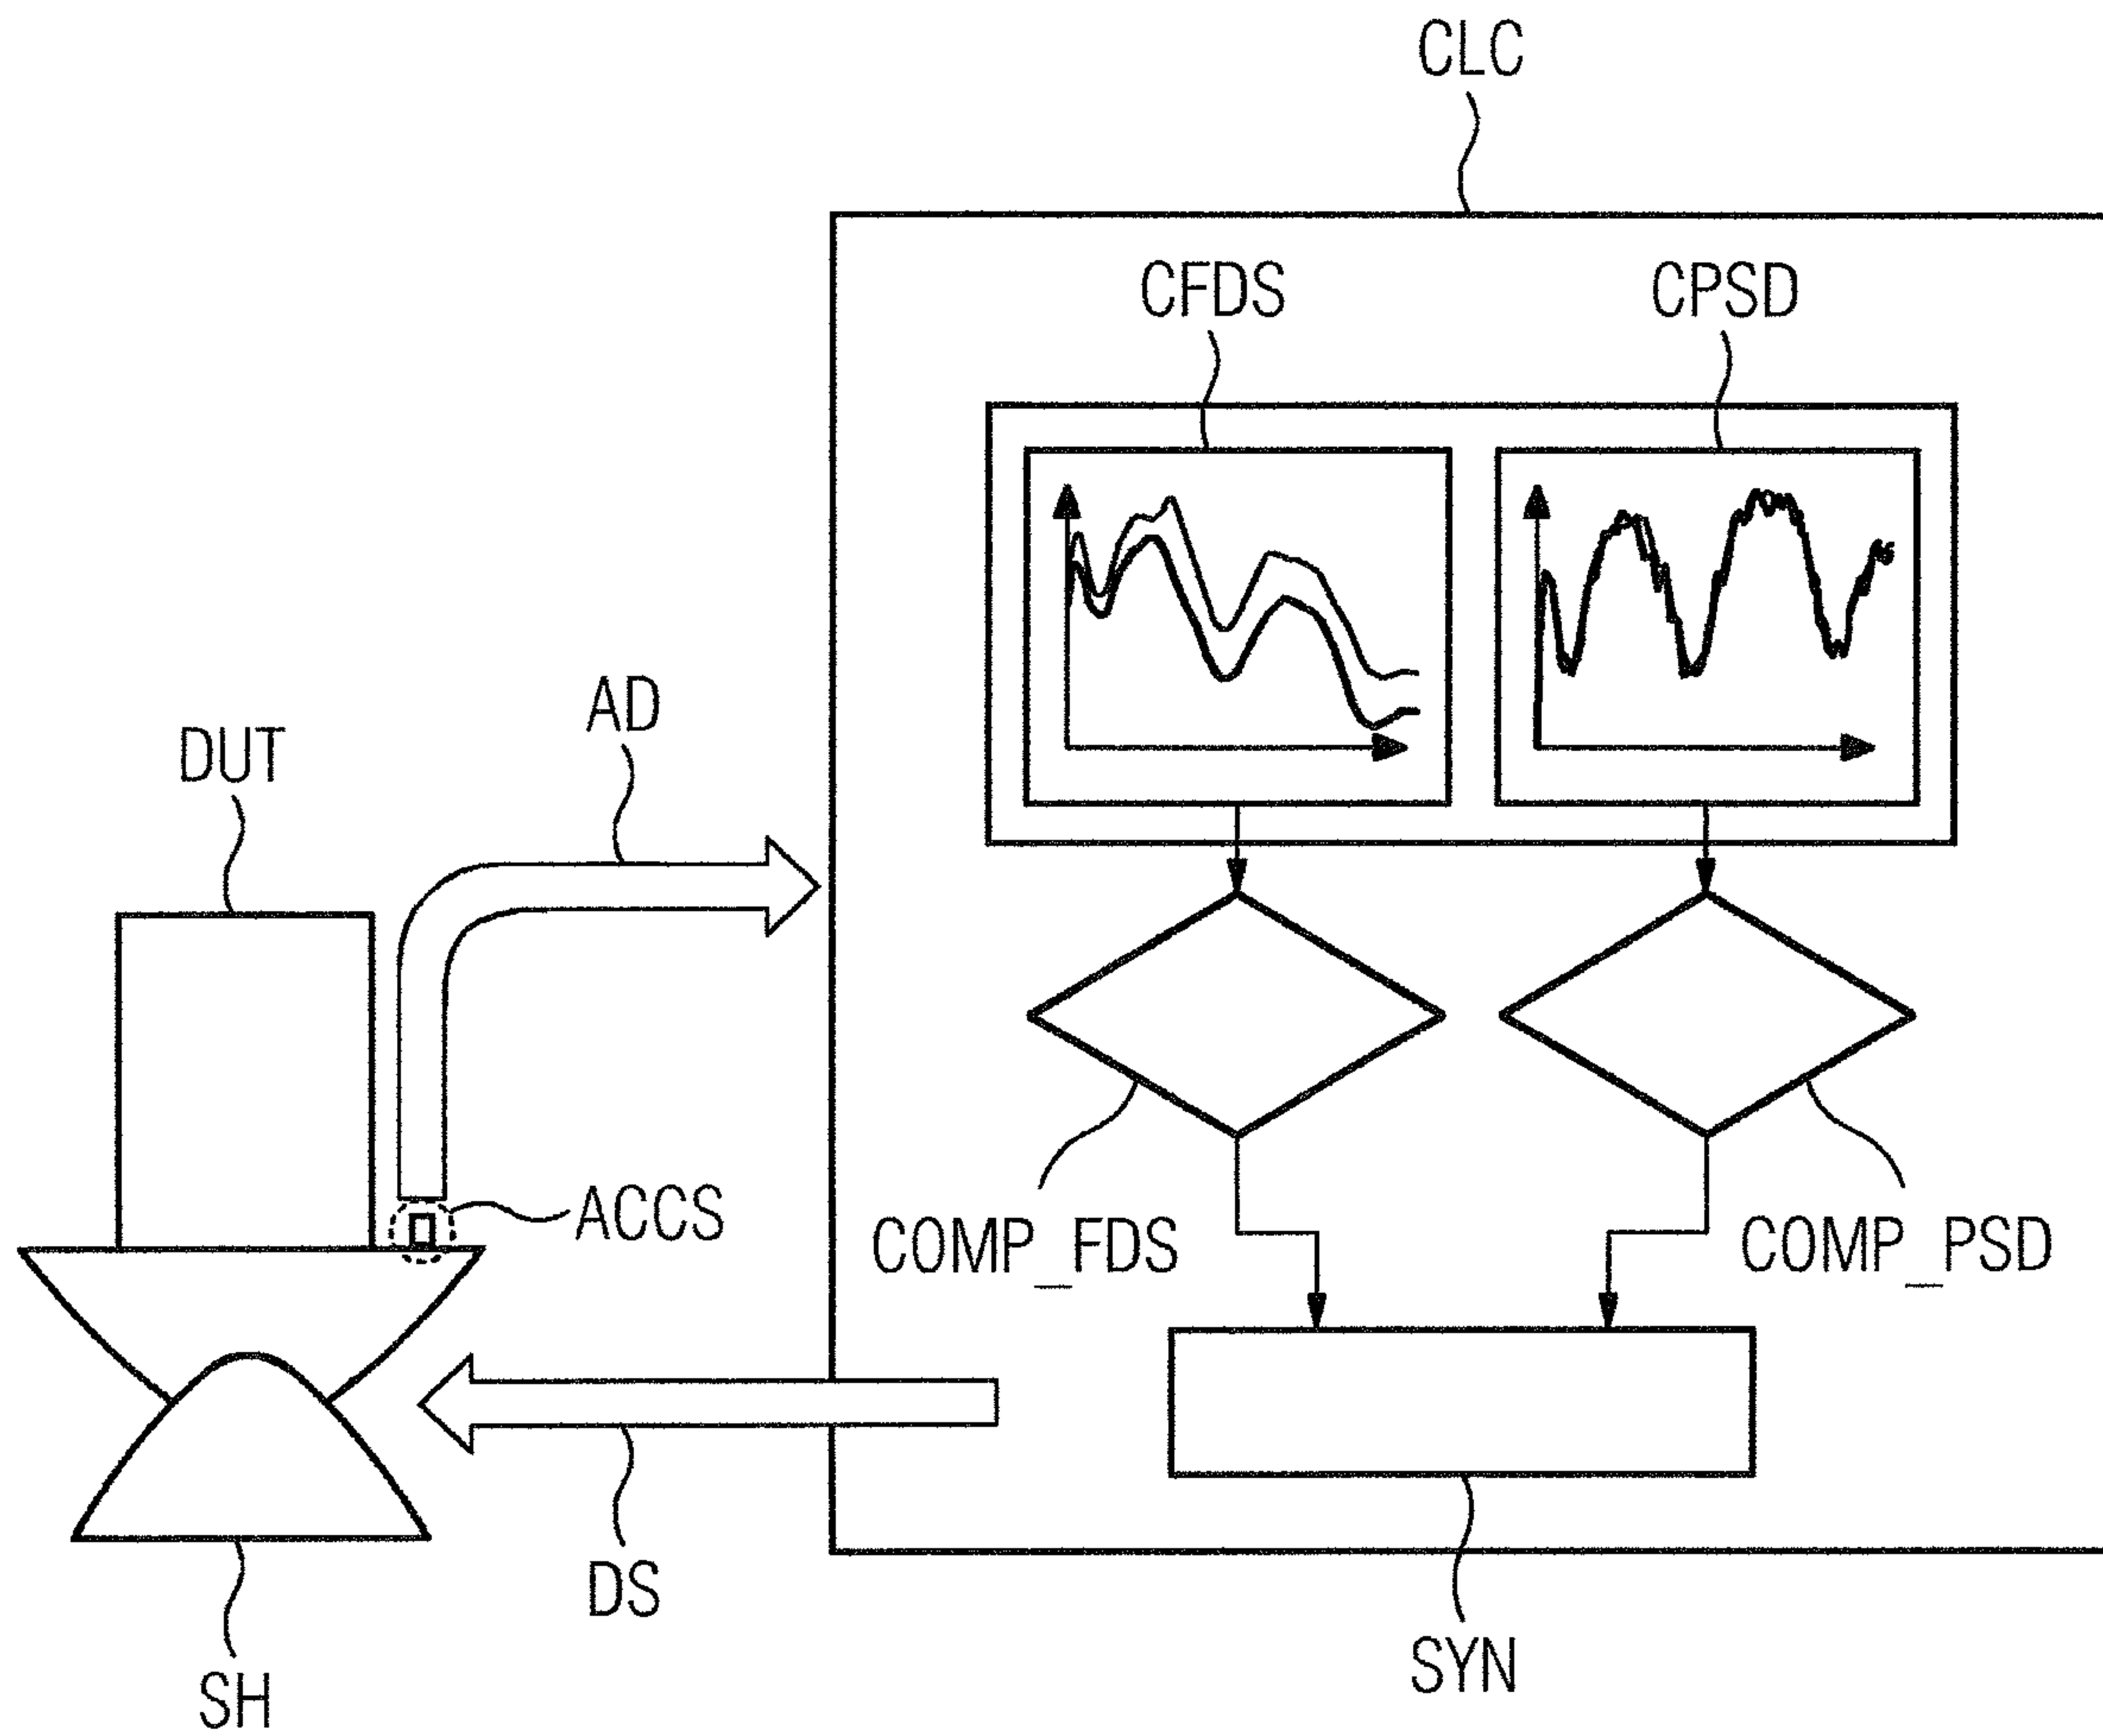 CLC
CFDS
CPSD
AD
DUT
ACCS
COMP_FDS
COMP_PSD
DS
SYN
SH